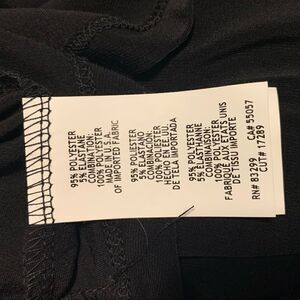 95% POLYESTER
5% ELASTANE
COMBINATION:
100% POLYESTER
MADE IN U.S.A.
OF IMPORTED FABRIC
95% POLYESTER
5% ELASTANO
COMBINACION:
100% POLYESTER
HECHO EN EE.UU.
DE TELA IMPORTADA
95% POLYESTER
5% ELASTHANNE
COMBINAISON:
100% POLYESTER
FABRIQUE AUX ETATS UNIS
DE TISSU IMPORTE
RN# 83299 CA# 55057
CUT# 17289